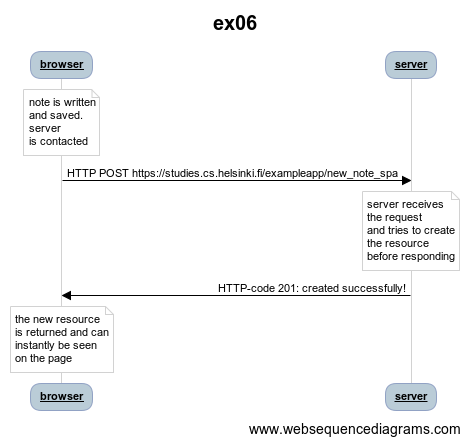 ex06
browser
server
note is written
and saved.
server
is contacted
HTTP POST https://studies.cs.helsinki.fi/exampleapp/new_note_spa
server receives
the request
and tries to create
the resource
before responding
HTTP-code 201: created successfully!
the new resource
is returned and can
instantly be seen
on the page
browser
server
www.websequencediagrams.com